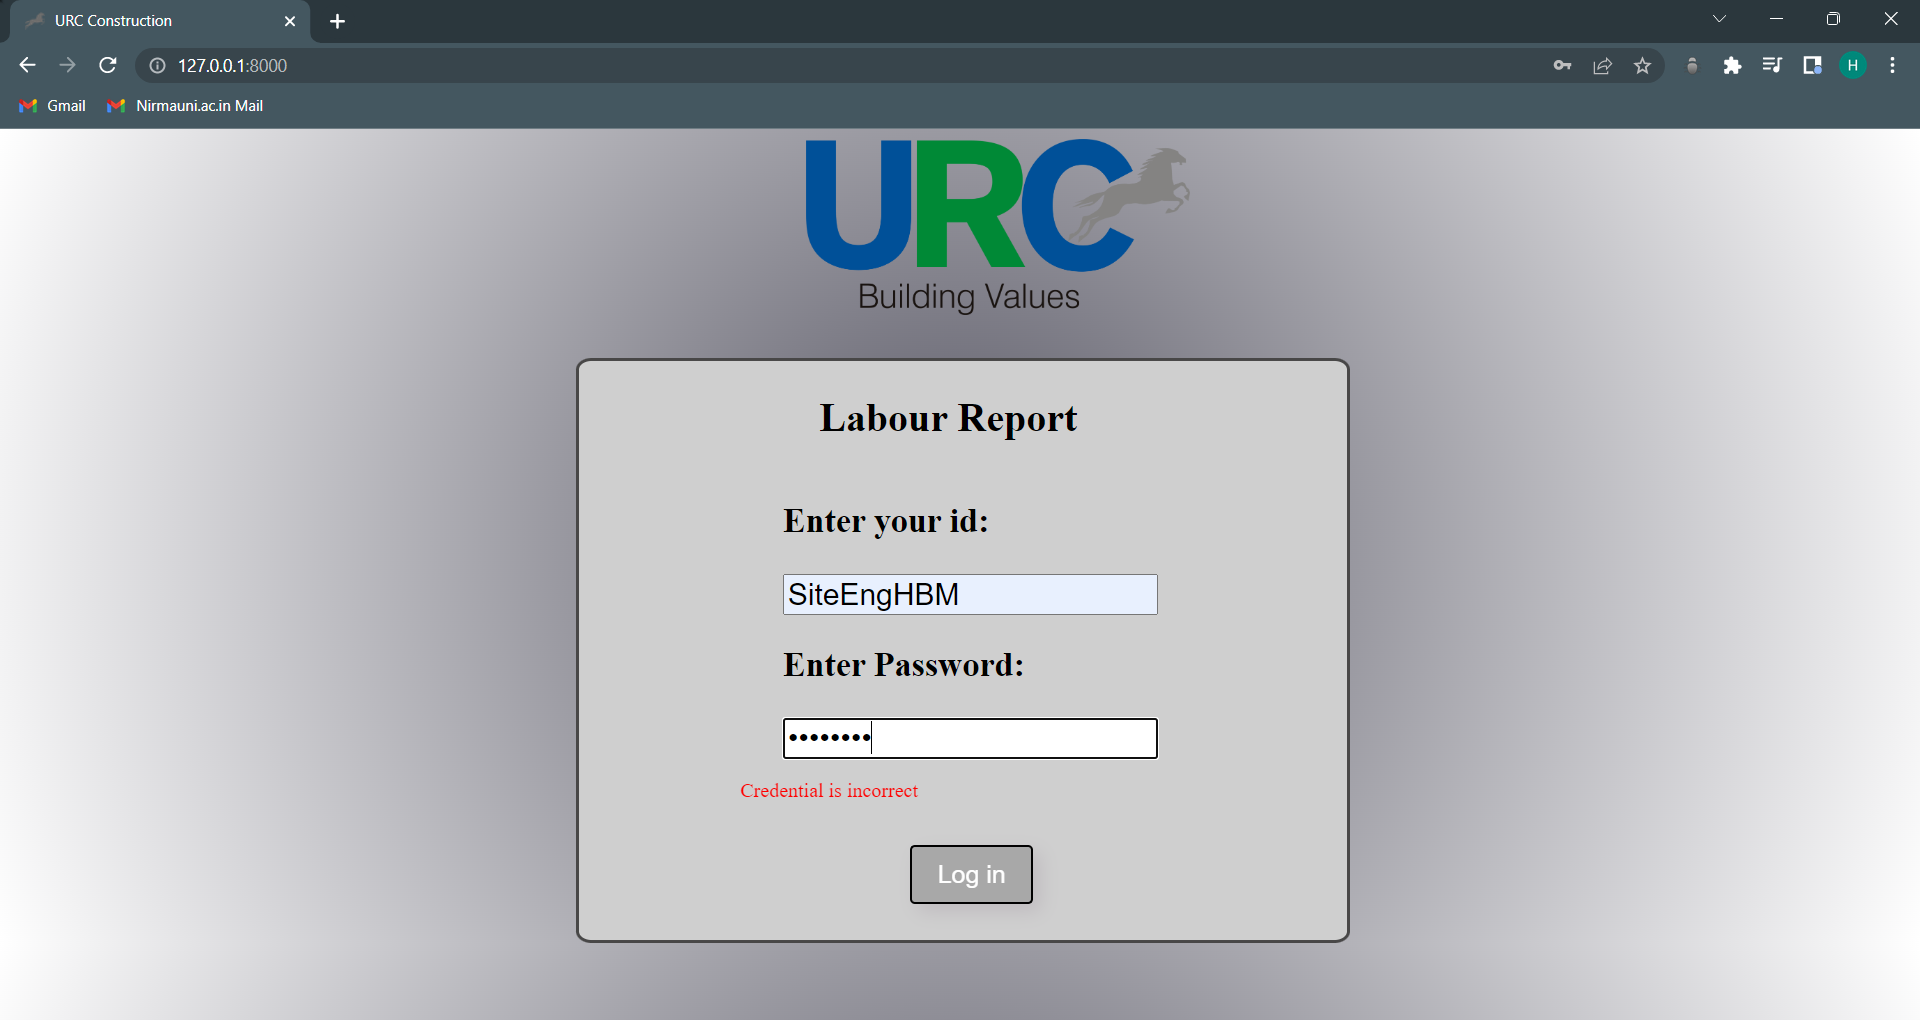 URC Construction
127.0.0.1:8000
H
Gmail
Nirmauni.ac.in Mail
URC
Building Values
Labour Report
Enter your id:
SiteEngHBM
Enter Password:
••••••••
Credential is incorrect
Log in